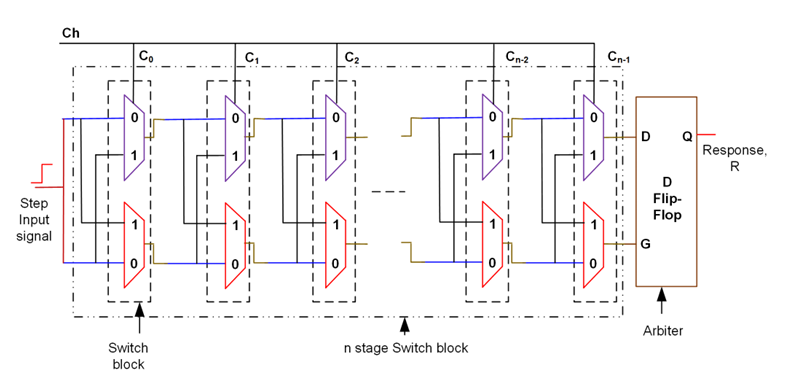 Ch
C0
C1
C2
Cn-2
Cn-1
0
0
0
0
0
1
1
1
1
1
D
Q
Response,
R
D
Flip-
Flop
Step
Input
signal
1
1
1
1
1
0
0
0
0
0
G
Switch
block
n stage Switch block
Arbiter